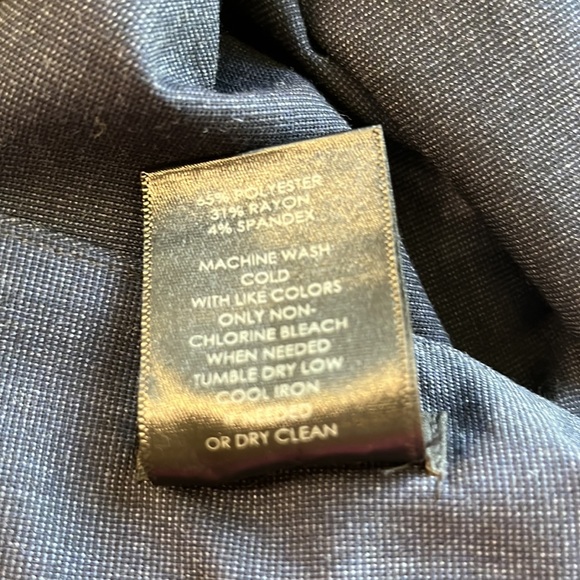 65% POLYESTER
31% RAYON
4% SPANDEX
MACHINE WASH
COLD
WITH LIKE COLORS
ONLY NON-
CHLORINE BLEACH
WHEN NEEDED
TUMBLE DRY LOW
COOL IRON
NEEDED
OR DRY CLEAN